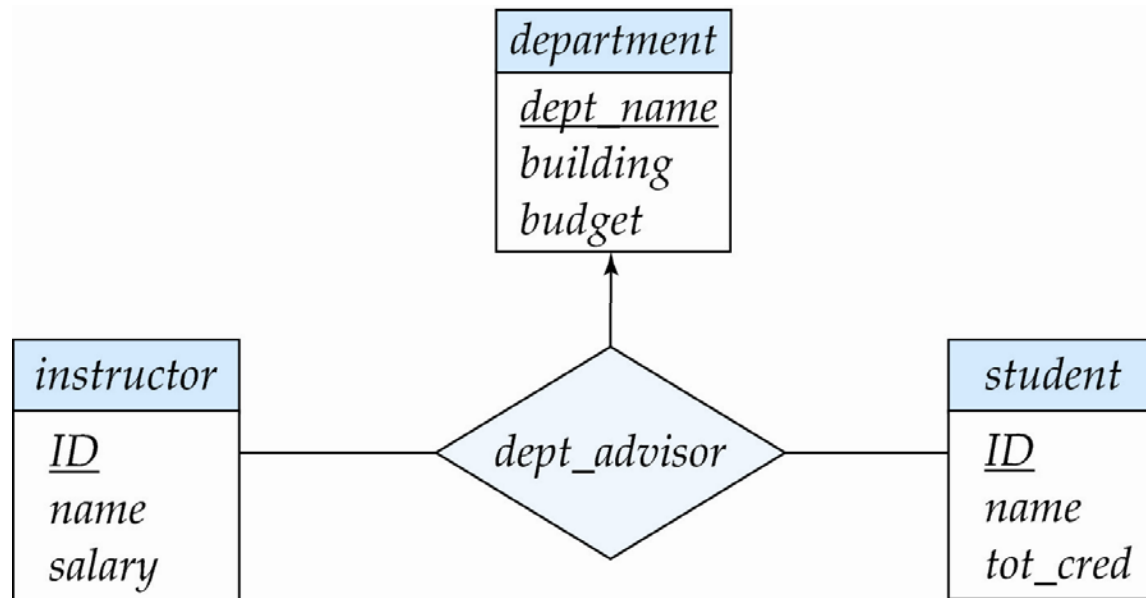 department
dept_name
building
budget
instructor
ID
name
salary
dept_advisor
student
ID
name
tot_cred